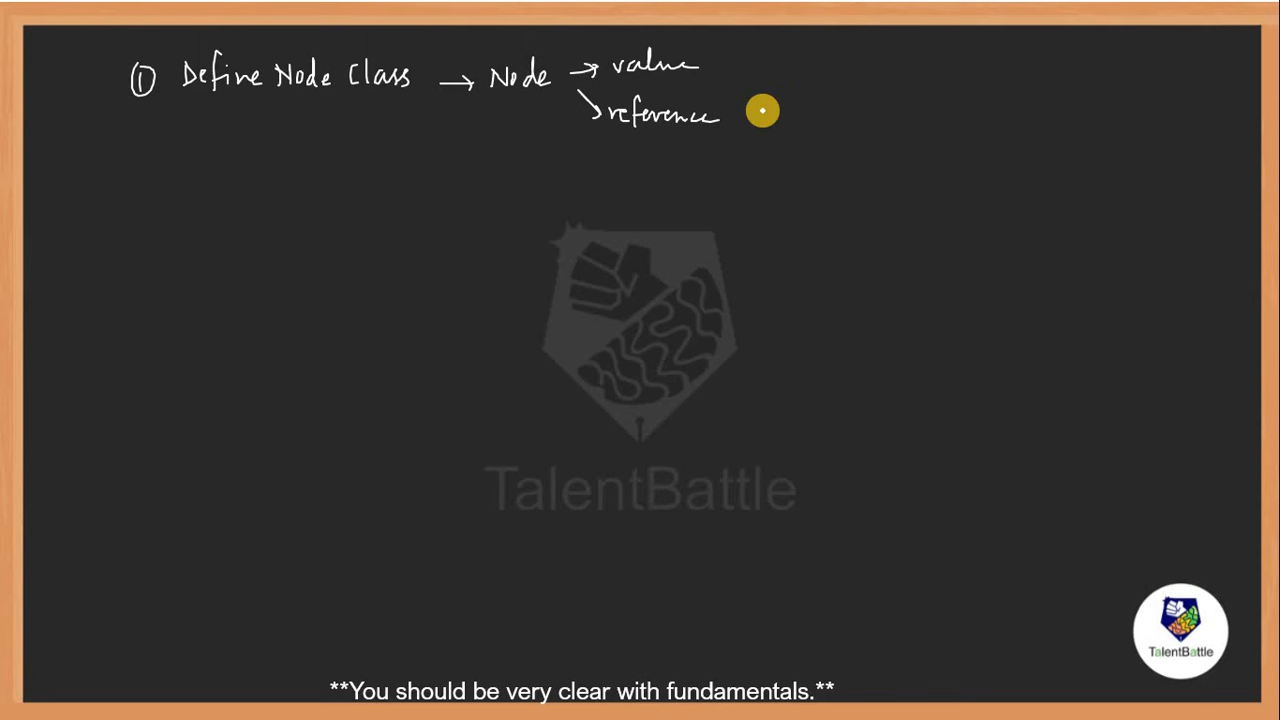 ① Define Node Class → Node → value
↘ reference
TalentBattle
TalentBattle
**You should be very clear with fundamentals.**